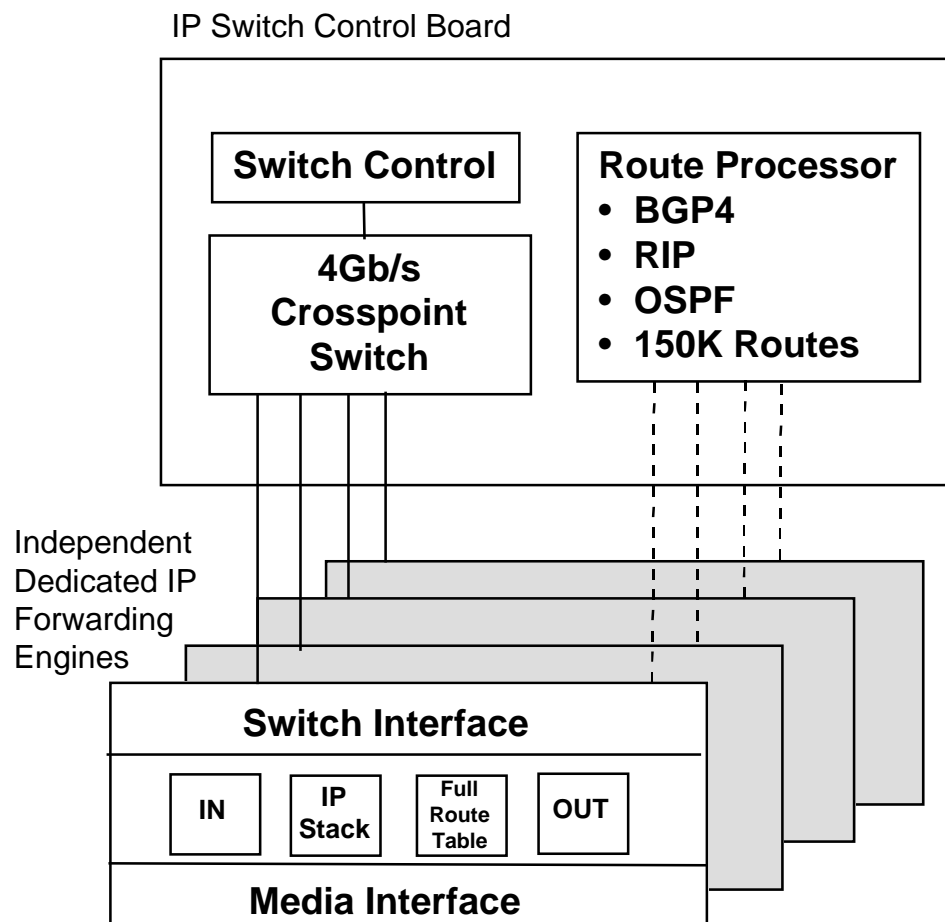 IP Switch Control Board
Switch Control
4Gb/s
Crosspoint
Switch
Route Processor
• BGP4
• RIP
• OSPF
• 150K Routes
Independent
Dedicated IP
Forwarding
Engines
Switch Interface
IN
IP
Stack
Full
Route
Table
OUT
Media Interface